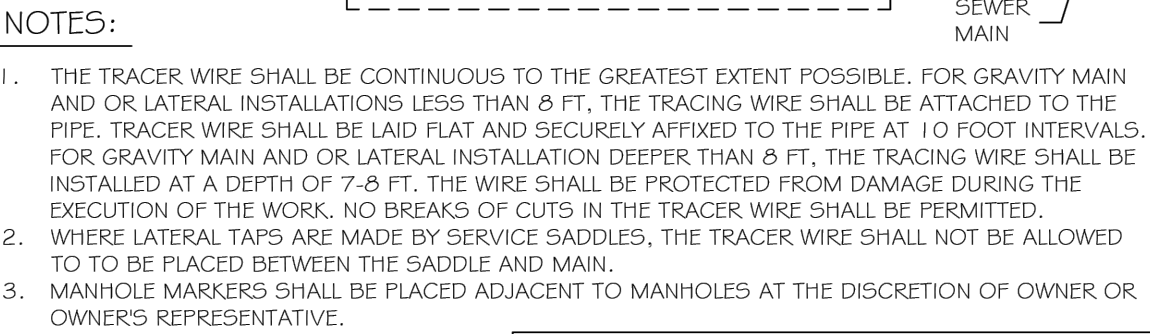 SEWER
MAIN
NOTES:
1. THE TRACER WIRE SHALL BE CONTINUOUS TO THE GREATEST EXTENT POSSIBLE. FOR GRAVITY MAIN
AND OR LATERAL INSTALLATIONS LESS THAN 8 FT, THE TRACING WIRE SHALL BE ATTACHED TO THE
PIPE. TRACER WIRE SHALL BE LAID FLAT AND SECURELY AFFIXED TO THE PIPE AT 10 FOOT INTERVALS.
FOR GRAVITY MAIN AND OR LATERAL INSTALLATION DEEPER THAN 8 FT, THE TRACING WIRE SHALL BE
INSTALLED AT A DEPTH OF 7-8 FT. THE WIRE SHALL BE PROTECTED FROM DAMAGE DURING THE
EXECUTION OF THE WORK. NO BREAKS OF CUTS IN THE TRACER WIRE SHALL BE PERMITTED.
2. WHERE LATERAL TAPS ARE MADE BY SERVICE SADDLES, THE TRACER WIRE SHALL NOT BE ALLOWED
TO TO BE PLACED BETWEEN THE SADDLE AND MAIN.
3. MANHOLE MARKERS SHALL BE PLACED ADJACENT TO MANHOLES AT THE DISCRETION OF OWNER OR
OWNER'S REPRESENTATIVE.